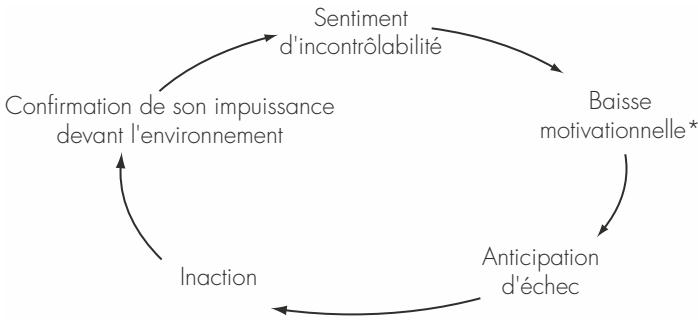 Sentiment
d'incontrôlabilité
Baisse
motivationnelle*
Anticipation
d'échec
Inaction
Confirmation de son impuissance
devant l'environnement